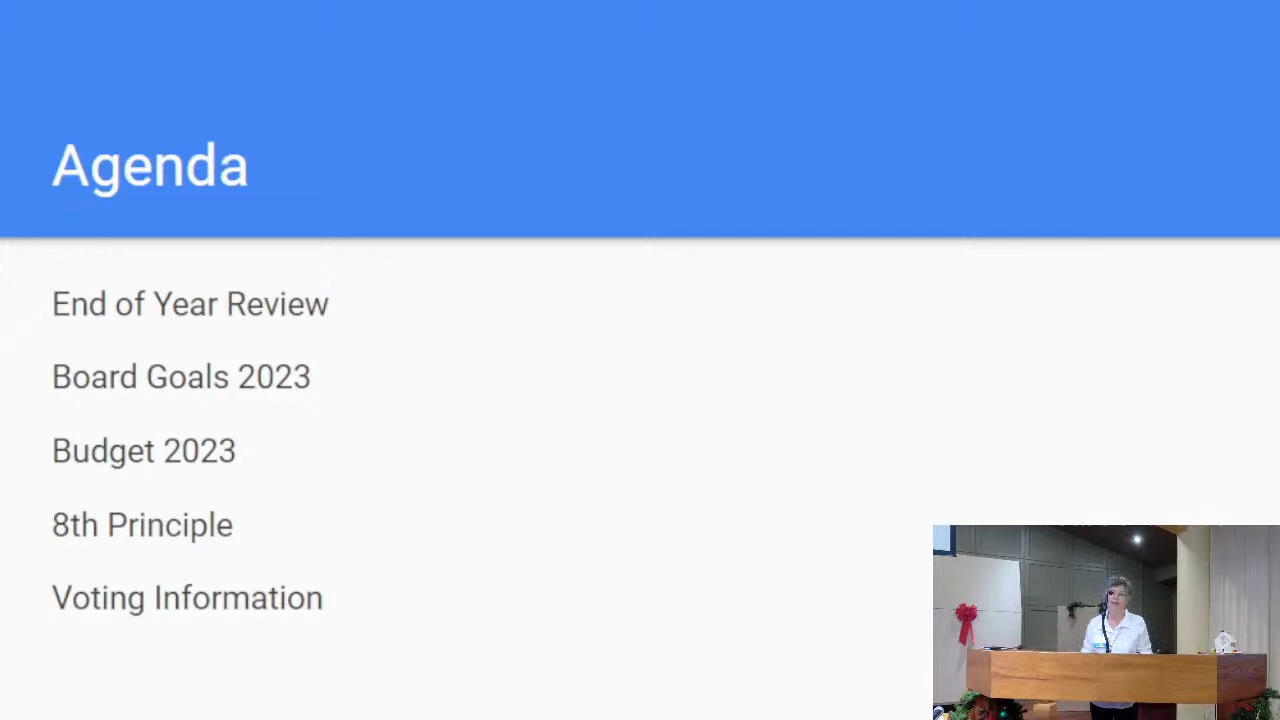 Agenda
End of Year Review
Board Goals 2023
Budget 2023
8th Principle
Voting Information